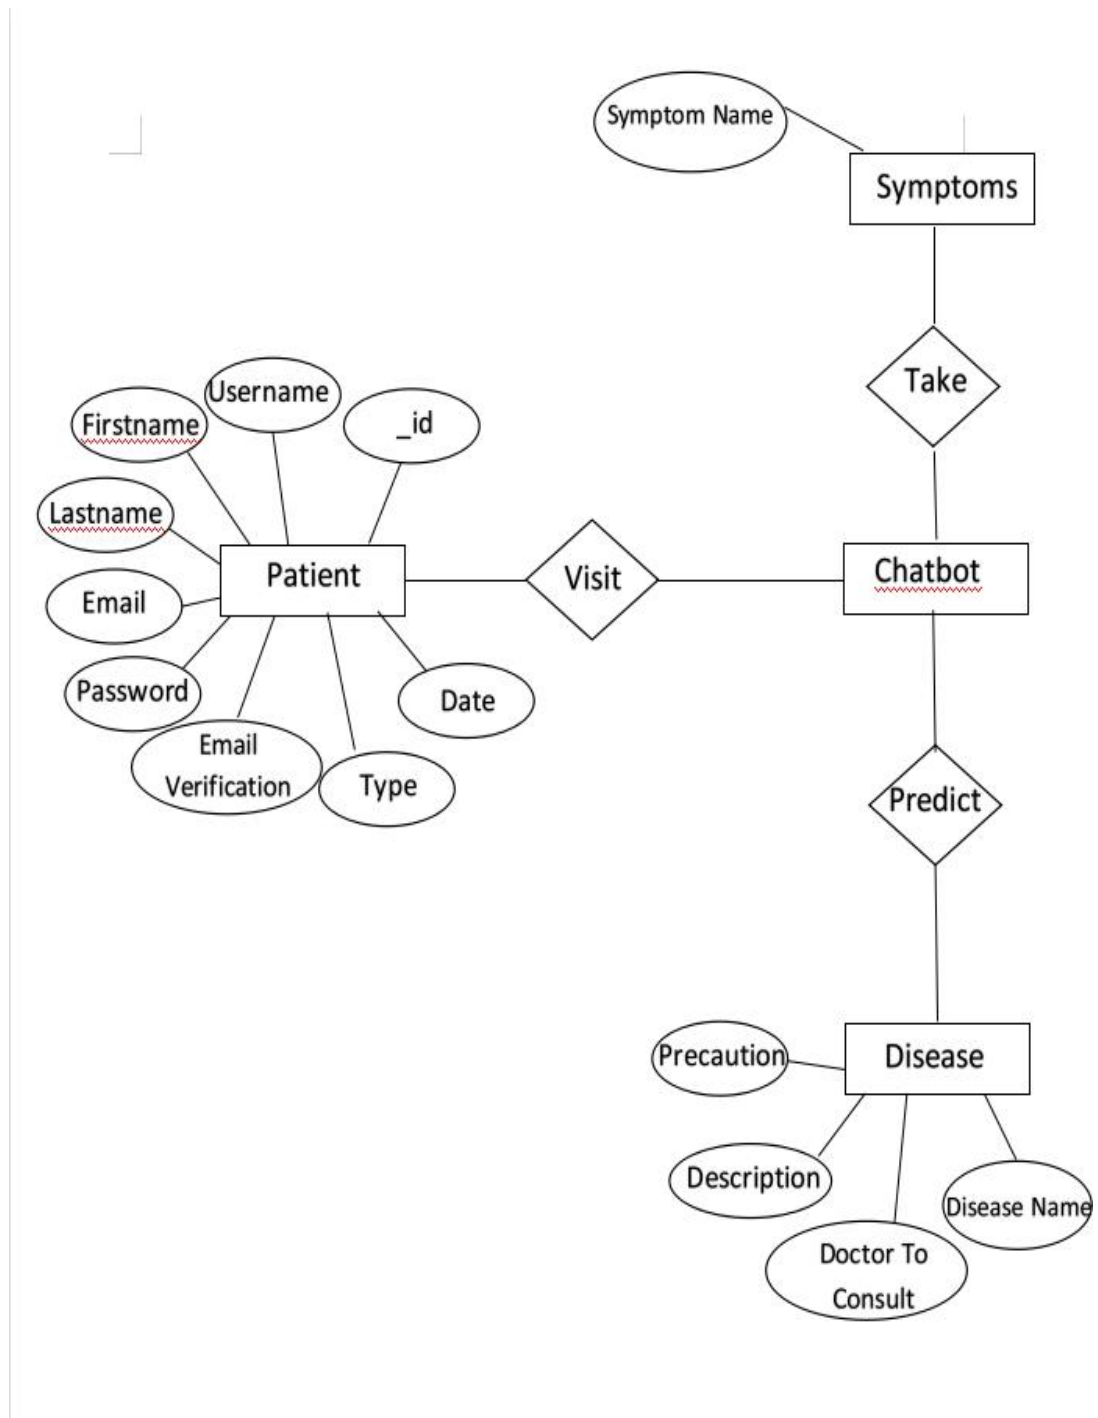 Symptom Name
Symptoms
Take
Username
_id
Firstname
Lastname
Patient
Visit
Chatbot
Email
Password
Date
Email
Verification
Type
Predict
Precaution
Disease
Description
Disease Name
Doctor To
Consult